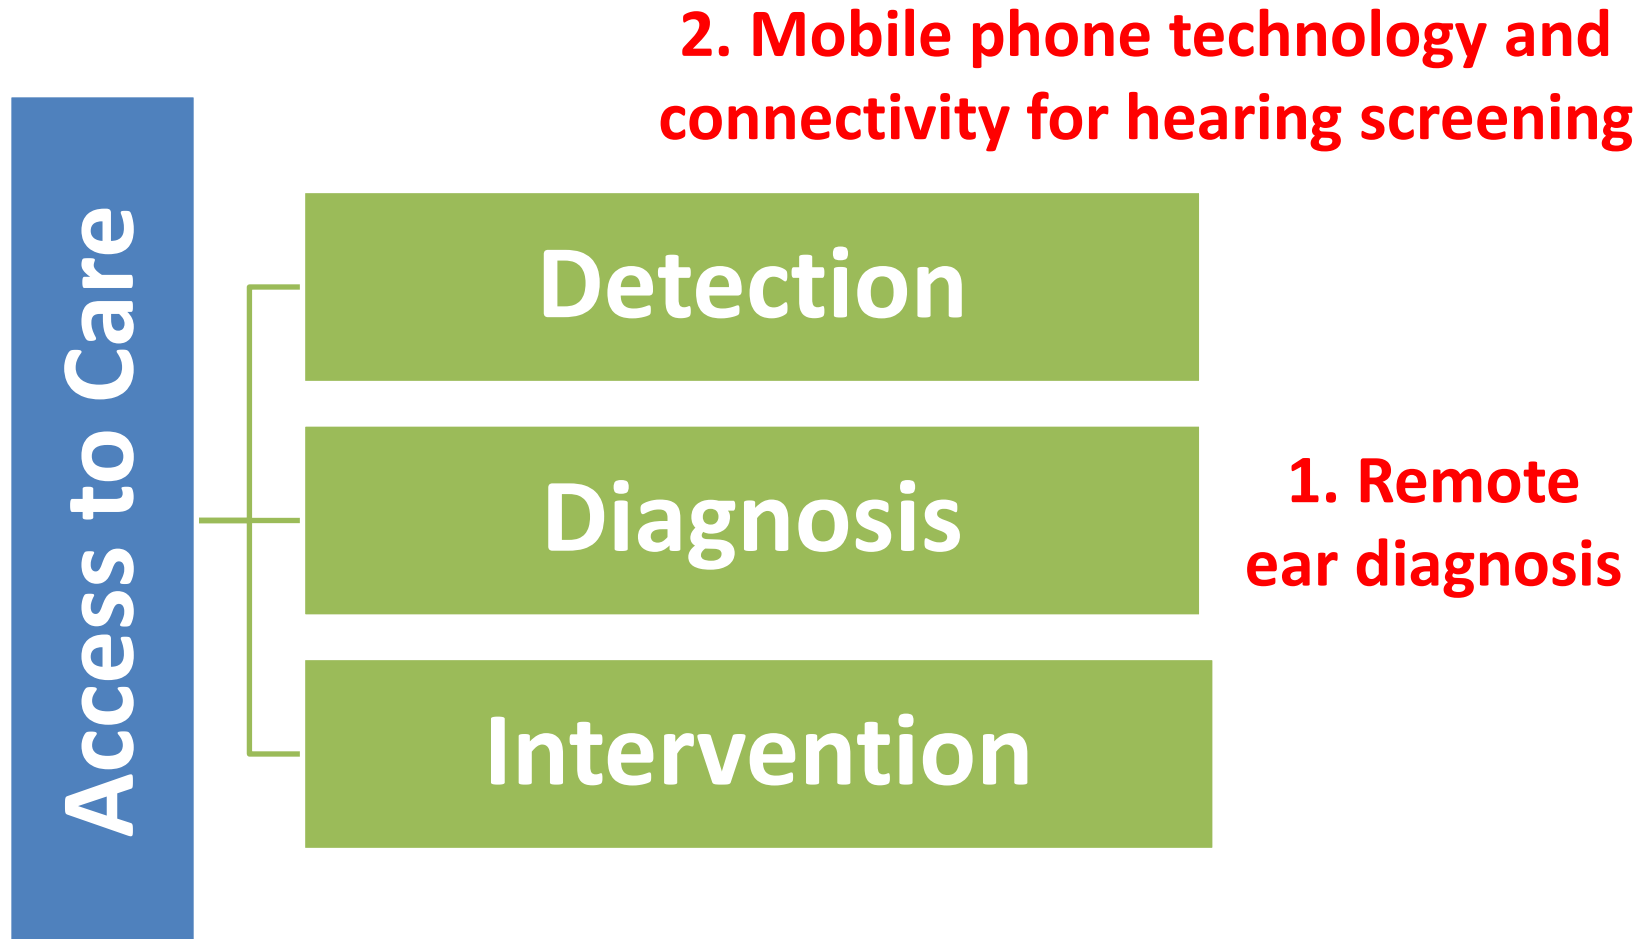 2. Mobile phone technology and
connectivity for hearing screening
Access to Care
Detection
Diagnosis
1. Remote
ear diagnosis
Intervention